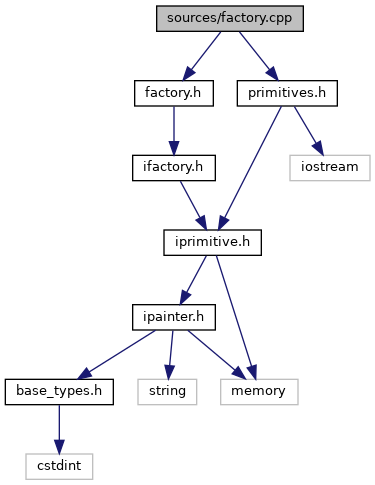 sources/factory.cpp
factory.h
primitives.h
ifactory.h
iostream
iprimitive.h
ipainter.h
base_types.h
string
memory
cstdint